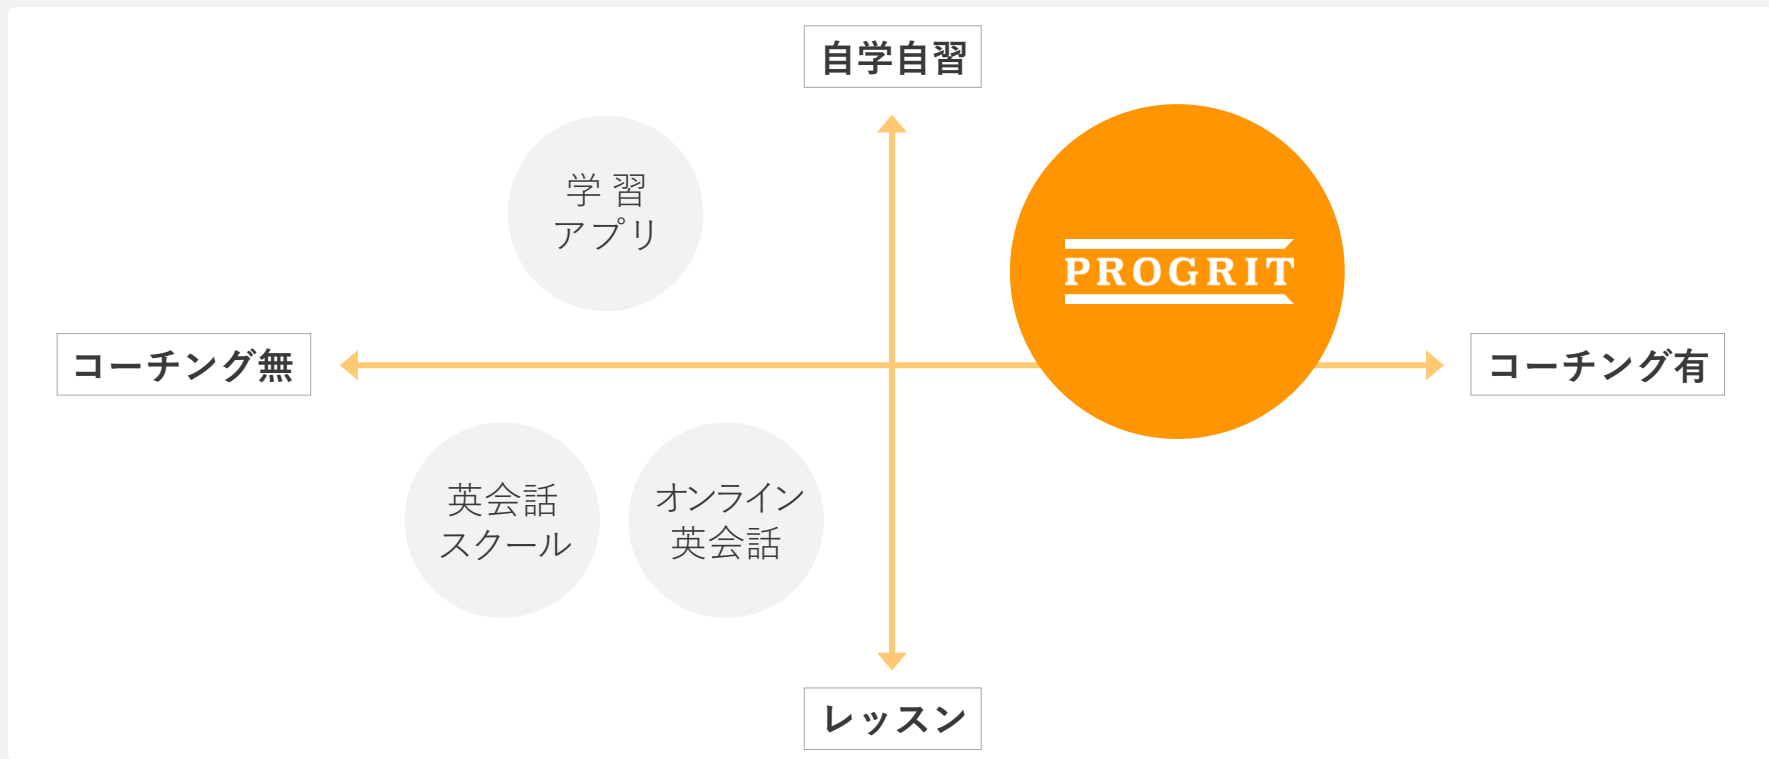 自学自習
学習
アプリ
PROGRIT
コーチング無
コーチング有
英会話
スクール
オンライン
英会話
レッスン